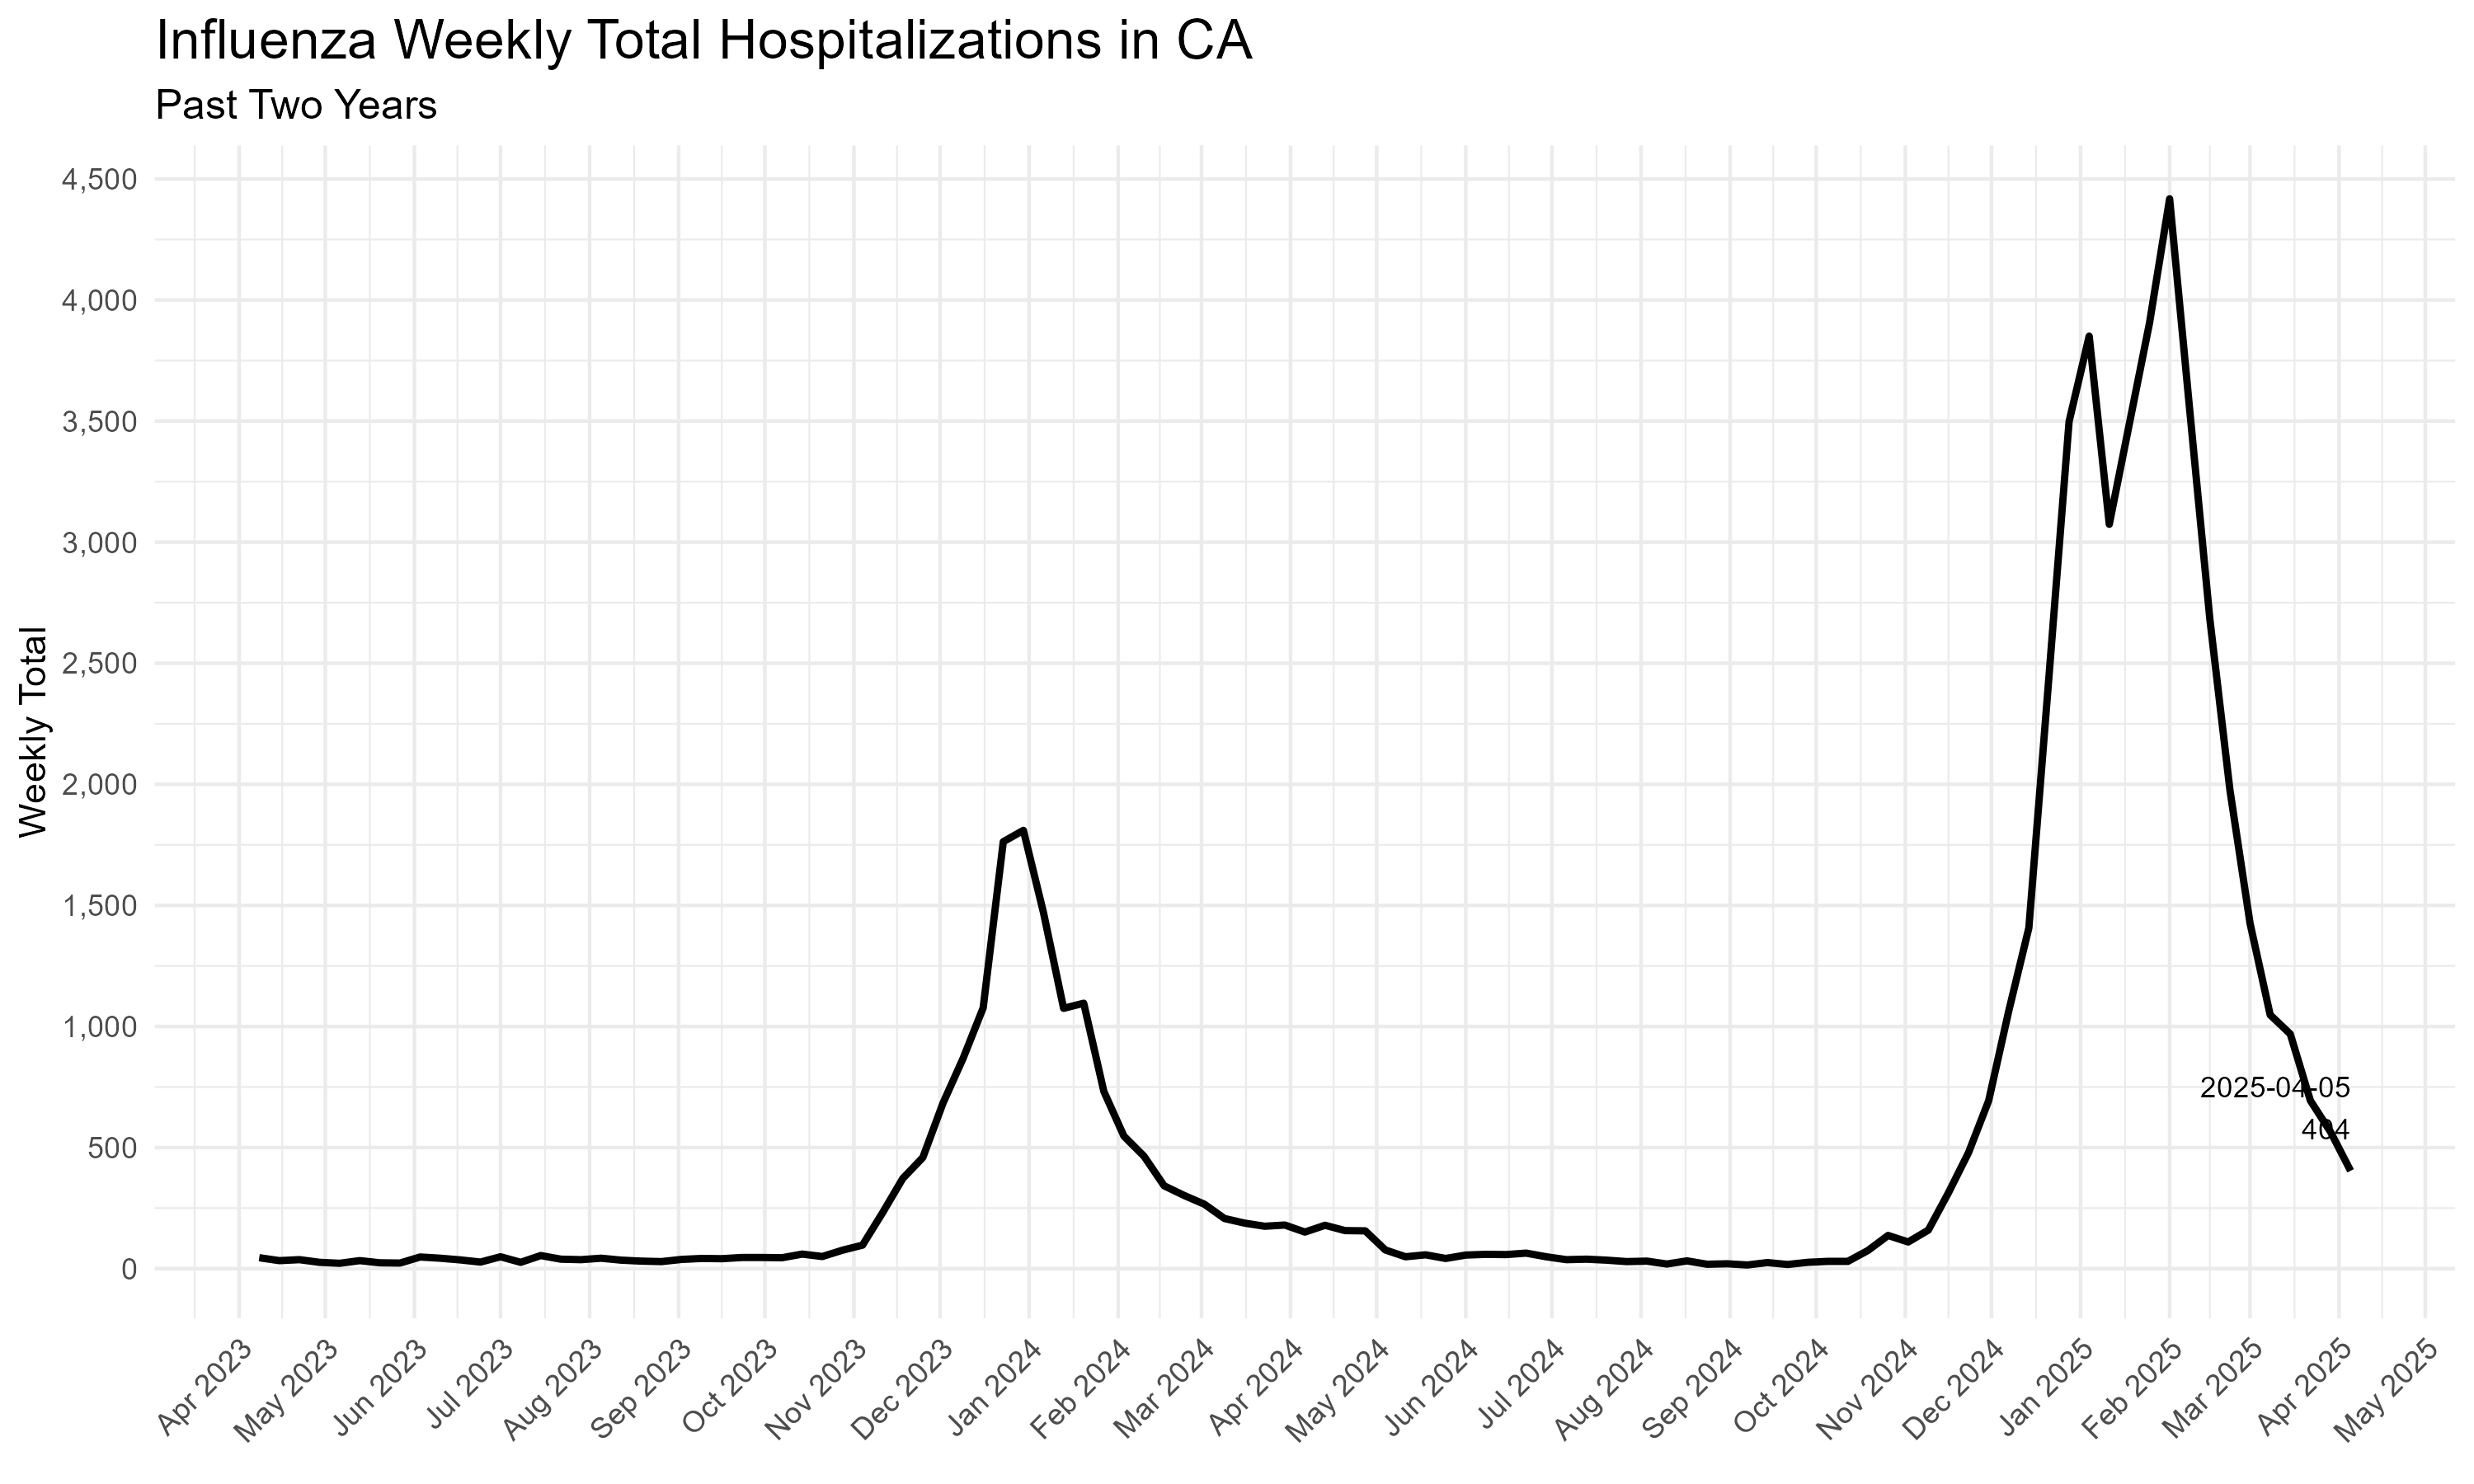 Influenza Weekly Total Hospitalizations in CA
Past Two Years
Weekly Total
4,500
4,000
3,500
3,000
2,500
2,000
1,500
1,000
500
0
2025-04-05
404
Apr 2023
May 2023
Jun 2023
Jul 2023
Aug 2023
Sep 2023
Oct 2023
Nov 2023
Dec 2023
Jan 2024
Feb 2024
Mar 2024
Apr 2024
May 2024
Jun 2024
Jul 2024
Aug 2024
Sep 2024
Oct 2024
Nov 2024
Dec 2024
Jan 2025
Feb 2025
Mar 2025
Apr 2025
May 2025